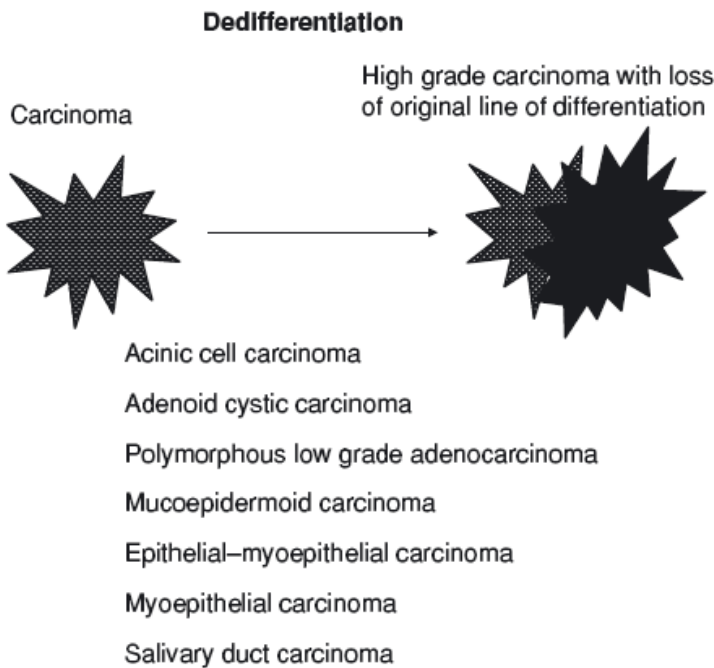 Dedifferentiation
High grade carcinoma with loss
of original line of differentiation
Carcinoma
Acinic cell carcinoma
Adenoid cystic carcinoma
Polymorphous low grade adenocarcinoma
Mucoepidermoid carcinoma
Epithelial–myoepithelial carcinoma
Myoepithelial carcinoma
Salivary duct carcinoma